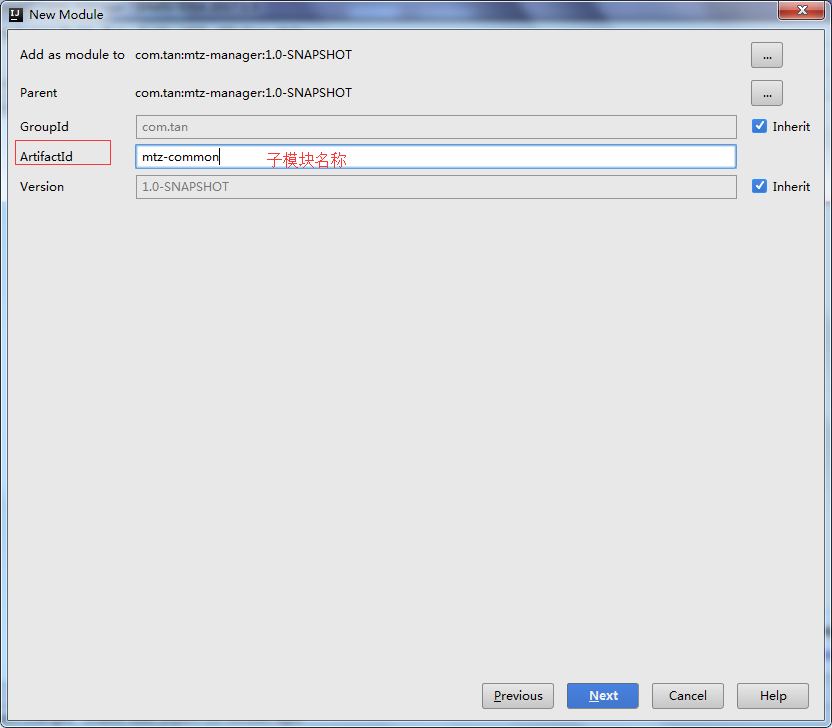 New Module
Add as module to com.tan:mtz-manager:1.0-SNAPSHOT ...
Parent com.tan:mtz-manager:1.0-SNAPSHOT ...
GroupId com.tan Inherit
ArtifactId mtz-common 子模块名称
Version 1.0-SNAPSHOT Inherit
Previous Next Cancel Help